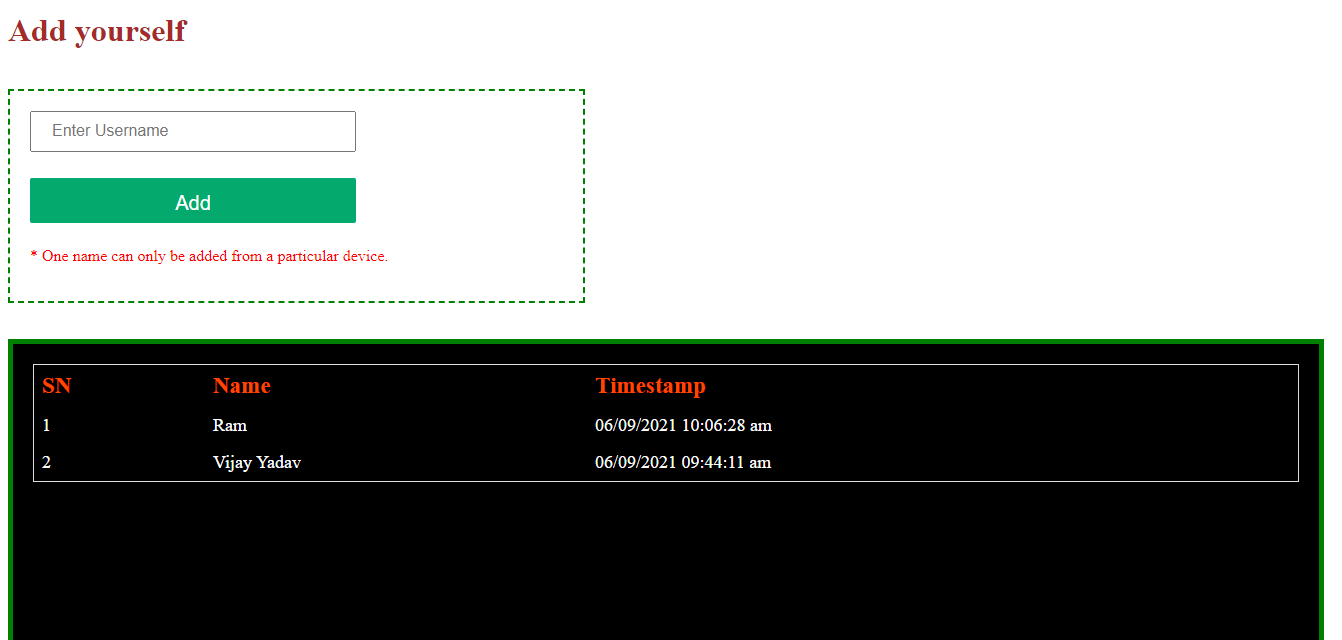 Add yourself
Enter Username
Add
* One name can only be added from a particular device.
SN Name Timestamp
1 Ram 06/09/2021 10:06:28 am
2 Vijay Yadav 06/09/2021 09:44:11 am